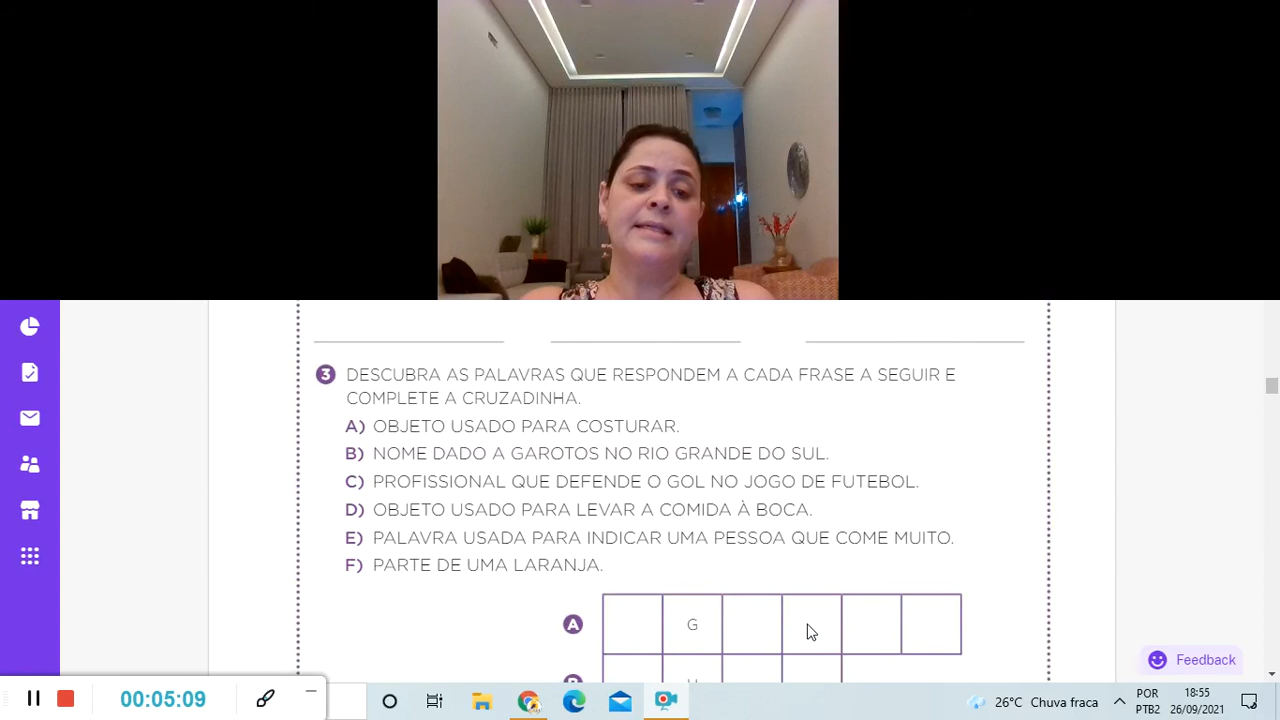 3 DESCUBRA AS PALAVRAS QUE RESPONDEM A CADA FRASE A SEGUIR E
COMPLETE A CRUZADINHA.
A) OBJETO USADO PARA COSTURAR.
B) NOME DADO A GAROTOS NO RIO GRANDE DO SUL.
C) PROFISSIONAL QUE DEFENDE O GOL NO JOGO DE FUTEBOL.
D) OBJETO USADO PARA LEVAR A COMIDA À BOCA.
E) PALAVRA USADA PARA INDICAR UMA PESSOA QUE COME MUITO.
F) PARTE DE UMA LARANJA.
A G
Feedback
00:05:09
26°C Chuva fraca
POR
PTB2
18:55
26/09/2021